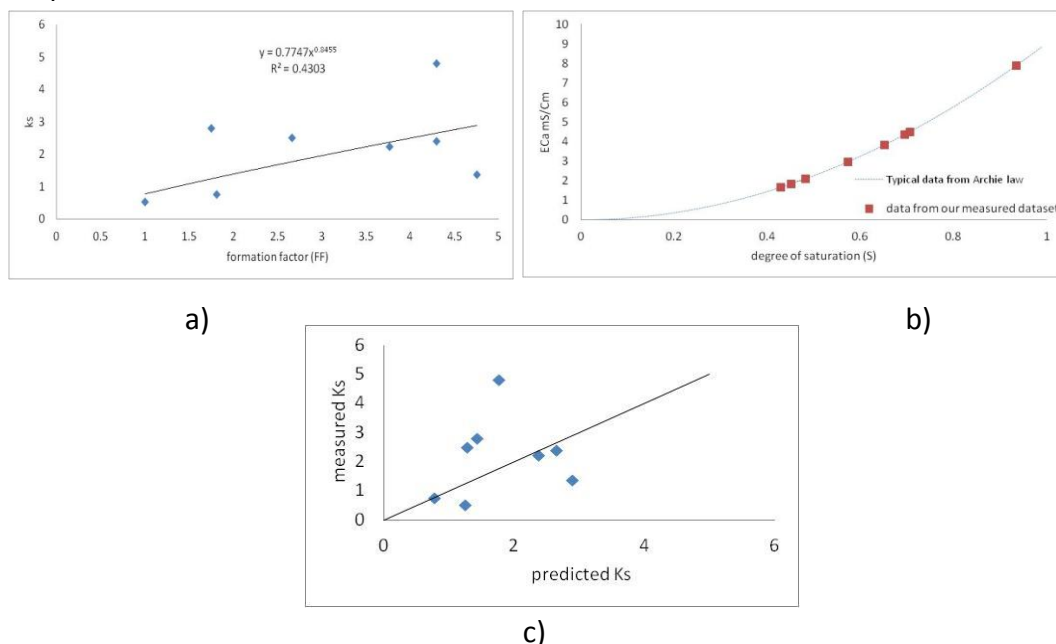 6
5
4
3
2
1
0
ks
y = 0.7747x^0.8455
R² = 0.4303
0 0.5 1 1.5 2 2.5 3 3.5 4 4.5 5
formation factor (FF)
a)
10
9
8
7
6
5
4
3
2
1
0
ECa mS/Cm
Typical data from Archie law
data from our measured dataset
0 0.2 0.4 0.6 0.8 1
degree of saturation (S)
b)
6
5
4
3
2
1
0
measured Ks
0 2 4 6
predicted Ks
c)